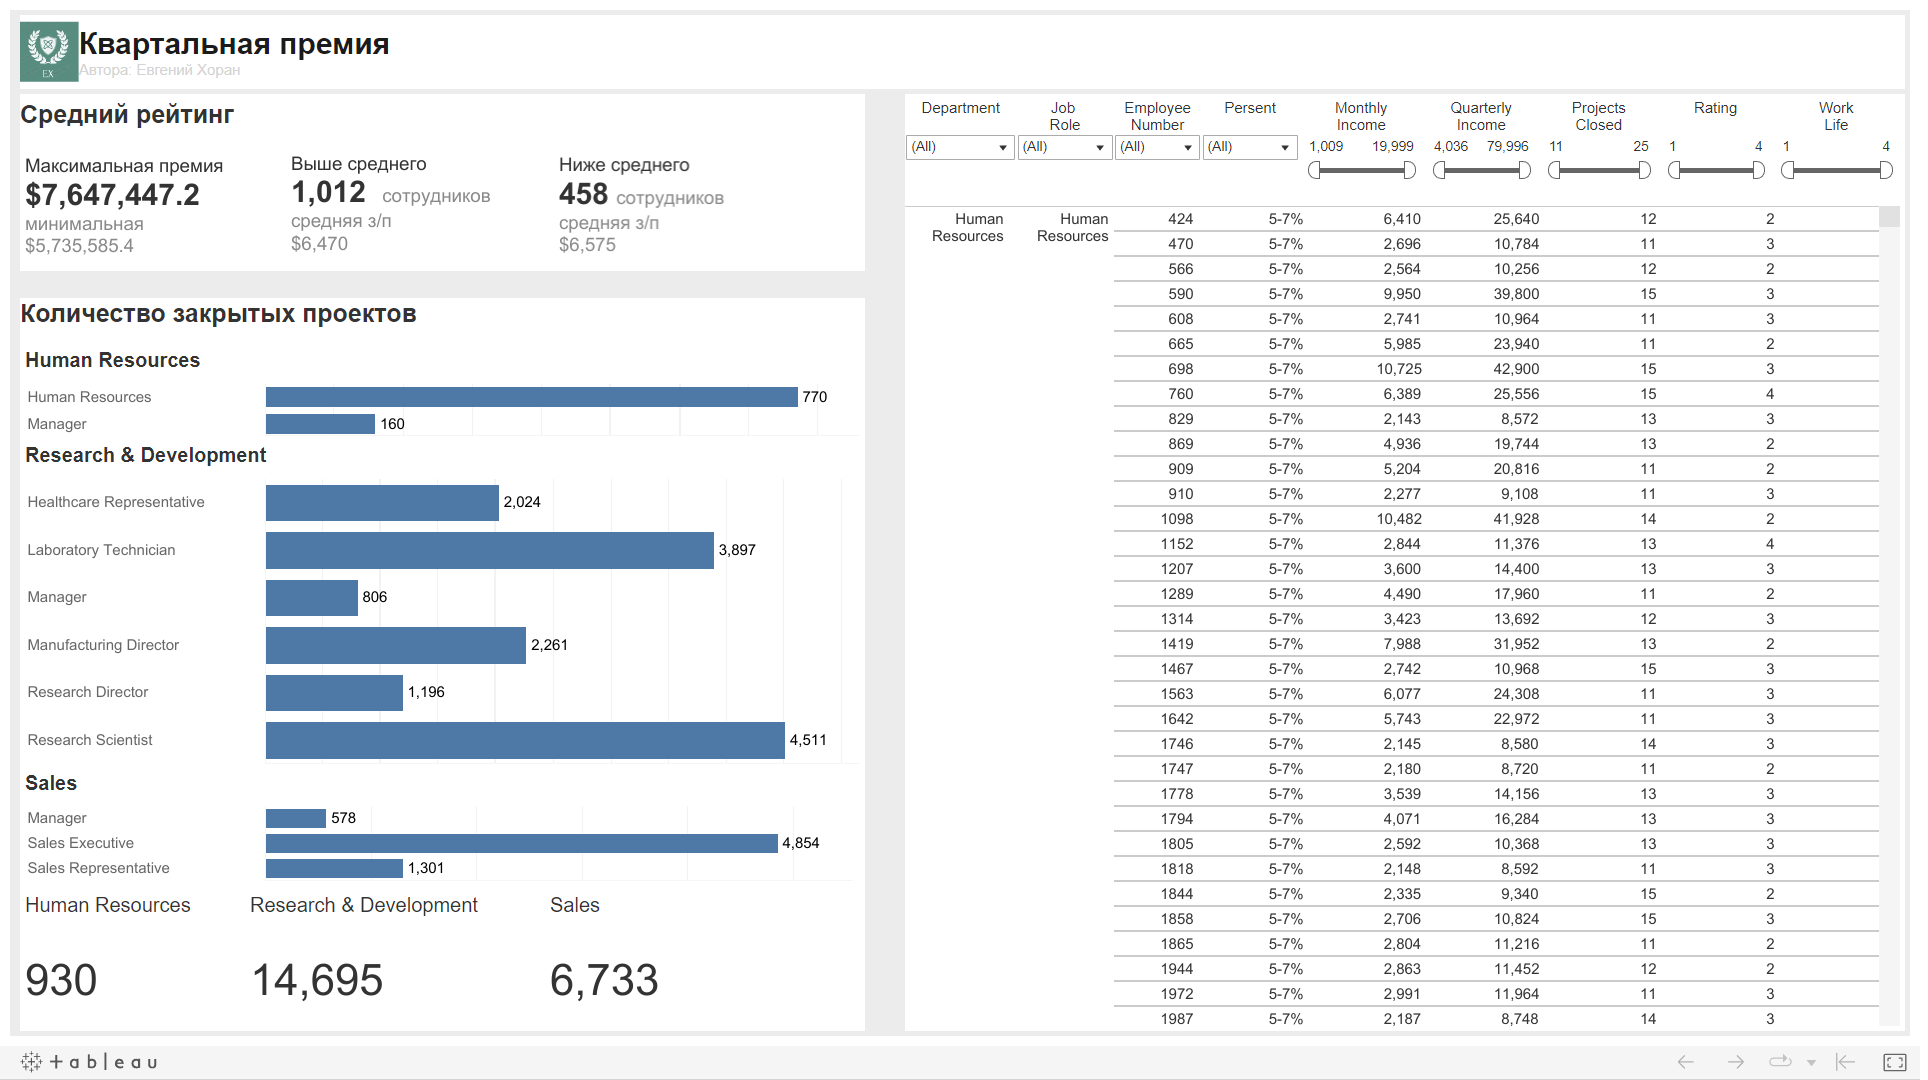 EX
Квартальная премия
Автора: Евгений Хоран
Средний рейтинг
Максимальная премия
$7,647,447.2
минимальная
$5,735,585.4
Выше среднего
1,012 сотрудников
средняя з/п
$6,470
Ниже среднего
458 сотрудников
средняя з/п
$6,575
Количество закрытых проектов
Human Resources
Human Resources 770
Manager 160
Research & Development
Healthcare Representative 2,024
Laboratory Technician 3,897
Manager 806
Manufacturing Director 2,261
Research Director 1,196
Research Scientist 4,511
Sales
Manager 578
Sales Executive 4,854
Sales Representative 1,301
Human Resources Research & Development Sales
930 14,695 6,733
Department Job Role Employee Number Persent Monthly Income Quarterly Income Projects Closed Rating Work Life
(All) (All) (All) (All) 1,009 19,999 4,036 79,996 11 25 1 4 1 4
Human Resources Human Resources 424 5-7% 6,410 25,640 12 2
470 5-7% 2,696 10,784 11 3
566 5-7% 2,564 10,256 12 2
590 5-7% 9,950 39,800 15 3
608 5-7% 2,741 10,964 11 3
665 5-7% 5,985 23,940 11 2
698 5-7% 10,725 42,900 15 3
760 5-7% 6,389 25,556 15 4
829 5-7% 2,143 8,572 13 3
869 5-7% 4,936 19,744 13 2
909 5-7% 5,204 20,816 11 2
910 5-7% 2,277 9,108 11 3
1098 5-7% 10,482 41,928 14 2
1152 5-7% 2,844 11,376 13 4
1207 5-7% 3,600 14,400 13 3
1289 5-7% 4,490 17,960 11 2
1314 5-7% 3,423 13,692 12 3
1419 5-7% 7,988 31,952 13 2
1467 5-7% 2,742 10,968 15 3
1563 5-7% 6,077 24,308 11 3
1642 5-7% 5,743 22,972 11 3
1746 5-7% 2,145 8,580 14 3
1747 5-7% 2,180 8,720 11 2
1778 5-7% 3,539 14,156 13 3
1794 5-7% 4,071 16,284 13 3
1805 5-7% 2,592 10,368 13 3
1818 5-7% 2,148 8,592 11 3
1844 5-7% 2,335 9,340 15 2
1858 5-7% 2,706 10,824 15 3
1865 5-7% 2,804 11,216 11 2
1944 5-7% 2,863 11,452 12 2
1972 5-7% 2,991 11,964 11 3
1987 5-7% 2,187 8,748 14 3
tableau